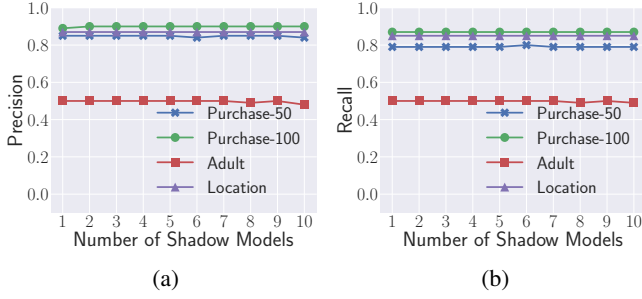 1.0
0.8
0.6
0.4
0.2
0.0
Precision
Purchase-50
Purchase-100
Adult
Location
1 2 3 4 5 6 7 8 9 10
Number of Shadow Models
(a)
1.0
0.8
0.6
0.4
0.2
0.0
Recall
Purchase-50
Purchase-100
Adult
Location
1 2 3 4 5 6 7 8 9 10
Number of Shadow Models
(b)